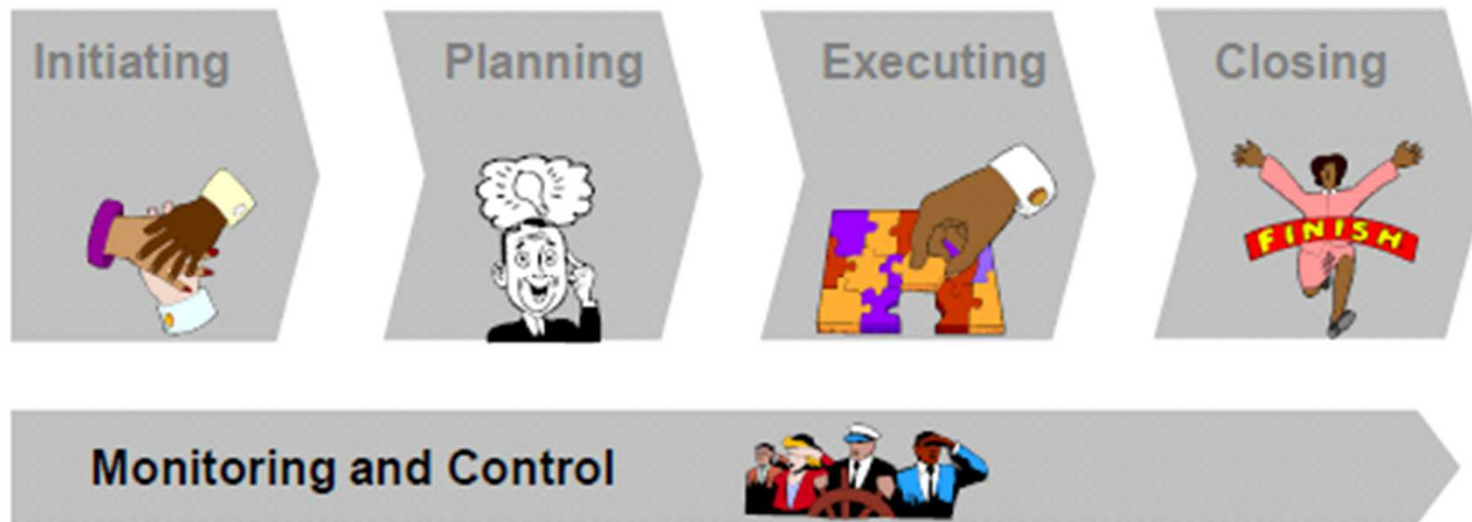 Initiating
Planning
Executing
Closing
FINISH
Monitoring and Control